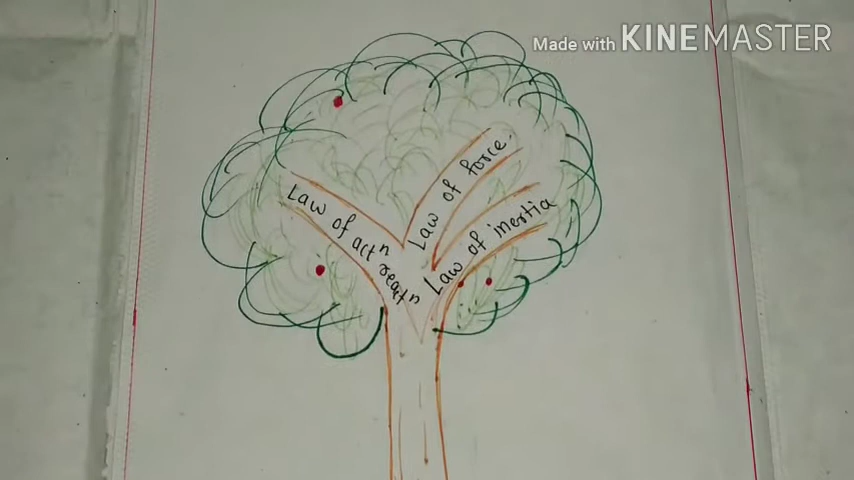 Made with KINEMASTER
Law of force.
Law of actⁿ reactⁿ
Law of inertia